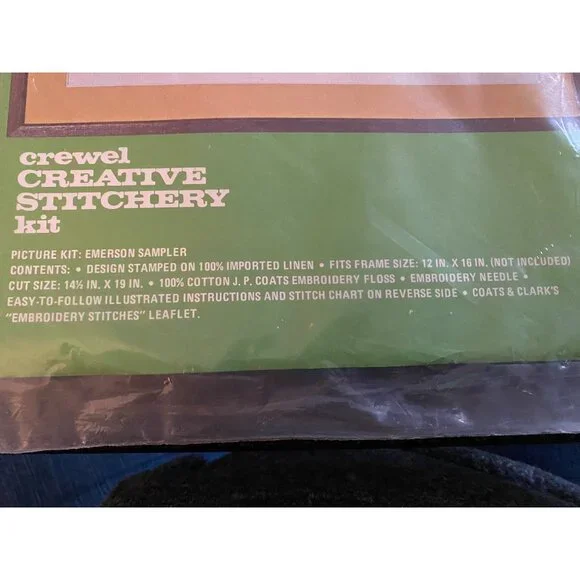 crewel
CREATIVE
STITCHERY
kit
PICTURE KIT: EMERSON SAMPLER
CONTENTS: • DESIGN STAMPED ON 100% IMPORTED LINEN • FITS FRAME SIZE: 12 IN. X 16 IN. (NOT INCLUDED)
CUT SIZE: 14½ IN. X 19 IN. • 100% COTTON J. P. COATS EMBROIDERY FLOSS • EMBROIDERY NEEDLE •
EASY-TO-FOLLOW ILLUSTRATED INSTRUCTIONS AND STITCH CHART ON REVERSE SIDE • COATS & CLARK'S
"EMBROIDERY STITCHES" LEAFLET.